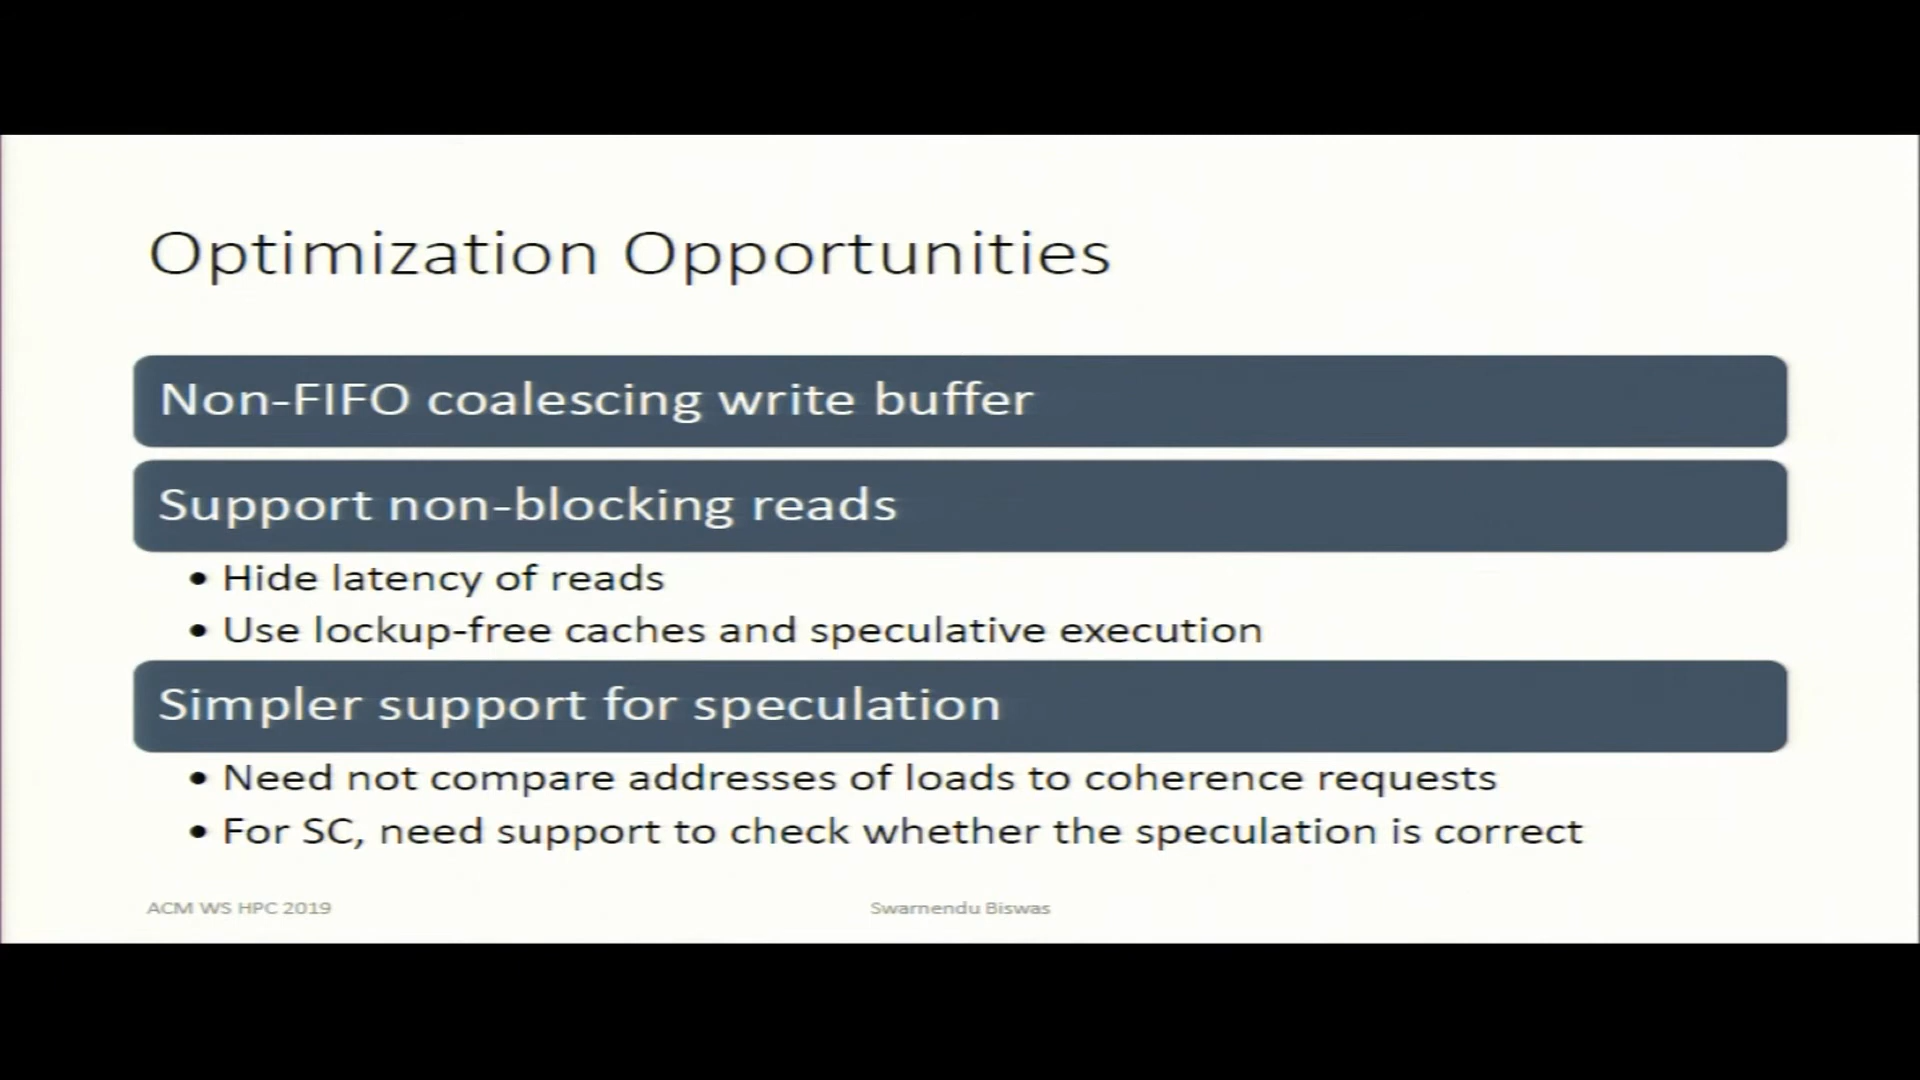 Optimization Opportunities
Non-FIFO coalescing write buffer
Support non-blocking reads
• Hide latency of reads
• Use lockup-free caches and speculative execution
Simpler support for speculation
• Need not compare addresses of loads to coherence requests
• For SC, need support to check whether the speculation is correct
ACM WS HPC 2019
Swarnendu Biswas